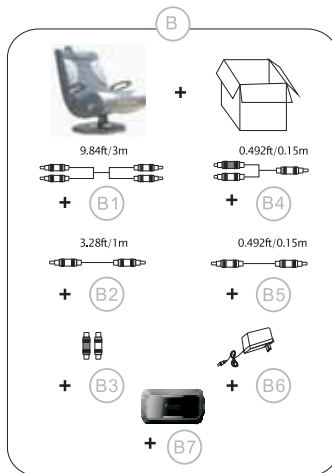 B
+
9.84ft/3m 0.492ft/0.15m
+ B1 + B4
3.28ft/1m 0.492ft/0.15m
+ B2 + B5
+ B3 + B6
+ B7